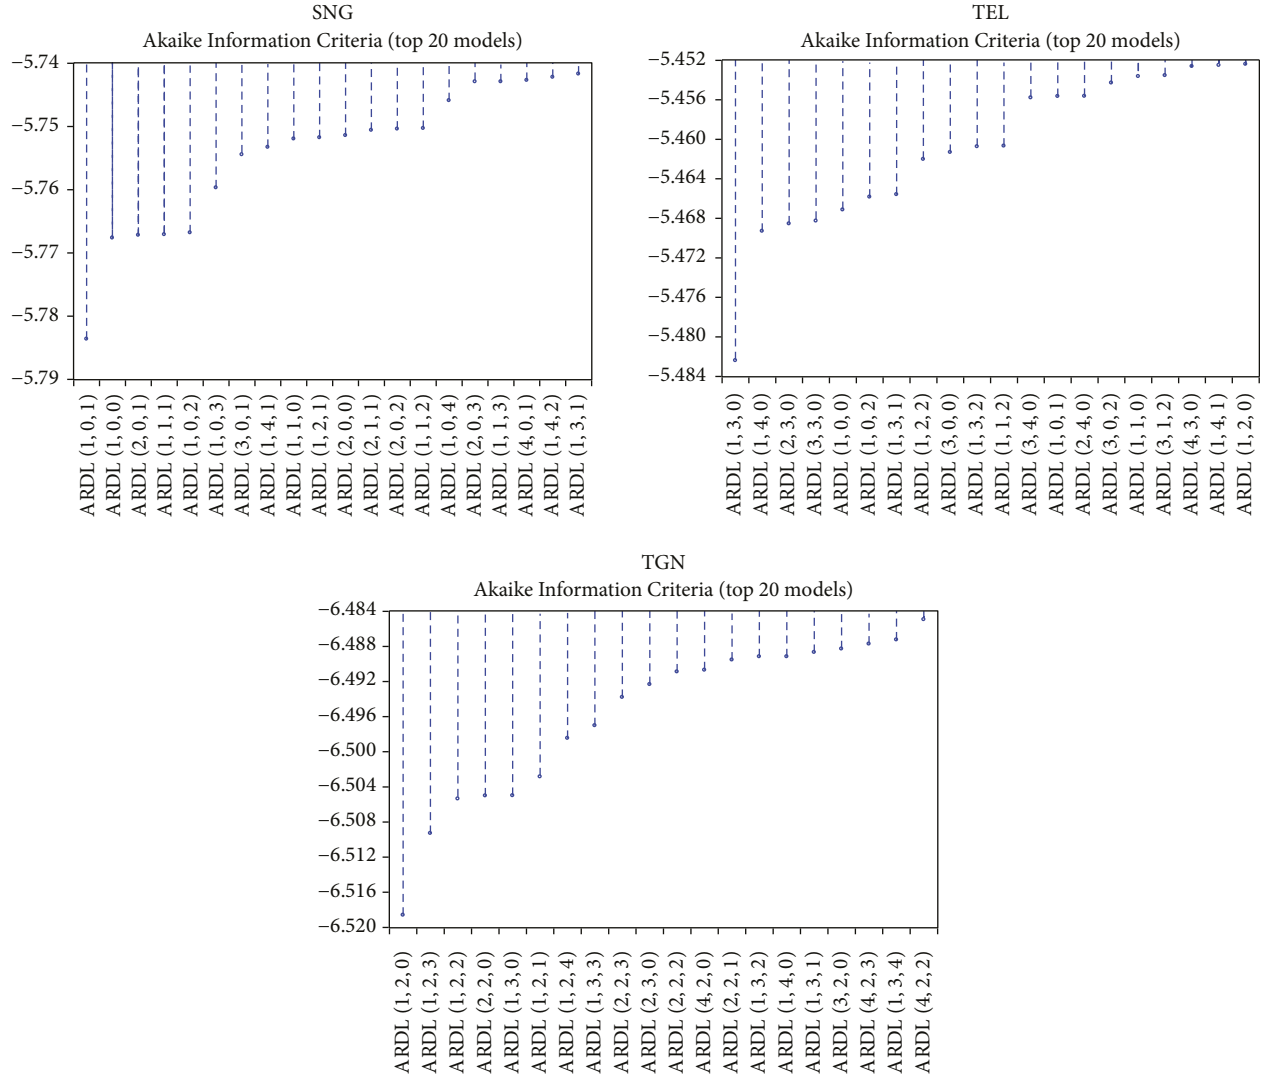 SNG
Akaike Information Criteria (top 20 models)
−5.74
−5.75
−5.76
−5.77
−5.78
−5.79
ARDL (1, 0, 1)
ARDL (1, 0, 0)
ARDL (2, 0, 1)
ARDL (1, 1, 1)
ARDL (1, 0, 2)
ARDL (1, 0, 3)
ARDL (3, 0, 1)
ARDL (1, 4, 1)
ARDL (1, 1, 0)
ARDL (1, 2, 1)
ARDL (2, 0, 0)
ARDL (2, 1, 1)
ARDL (2, 0, 2)
ARDL (1, 1, 2)
ARDL (1, 0, 4)
ARDL (2, 0, 3)
ARDL (1, 1, 3)
ARDL (4, 0, 1)
ARDL (1, 4, 2)
ARDL (1, 3, 1)
TEL
Akaike Information Criteria (top 20 models)
−5.452
−5.456
−5.460
−5.464
−5.468
−5.472
−5.476
−5.480
−5.484
ARDL (1, 3, 0)
ARDL (1, 4, 0)
ARDL (2, 3, 0)
ARDL (3, 3, 0)
ARDL (1, 0, 0)
ARDL (1, 0, 2)
ARDL (1, 3, 1)
ARDL (1, 2, 2)
ARDL (3, 0, 0)
ARDL (1, 3, 2)
ARDL (1, 1, 2)
ARDL (3, 4, 0)
ARDL (1, 0, 1)
ARDL (2, 4, 0)
ARDL (3, 0, 2)
ARDL (1, 1, 0)
ARDL (3, 1, 2)
ARDL (4, 3, 0)
ARDL (1, 4, 1)
ARDL (1, 2, 0)
TGN
Akaike Information Criteria (top 20 models)
−6.484
−6.488
−6.492
−6.496
−6.500
−6.504
−6.508
−6.512
−6.516
−6.520
ARDL (1, 2, 0)
ARDL (1, 2, 3)
ARDL (1, 2, 2)
ARDL (2, 2, 0)
ARDL (1, 3, 0)
ARDL (1, 2, 1)
ARDL (1, 2, 4)
ARDL (1, 3, 3)
ARDL (2, 2, 3)
ARDL (2, 3, 0)
ARDL (2, 2, 2)
ARDL (4, 2, 0)
ARDL (2, 2, 1)
ARDL (1, 3, 2)
ARDL (1, 4, 0)
ARDL (1, 3, 1)
ARDL (3, 2, 0)
ARDL (4, 2, 3)
ARDL (1, 3, 4)
ARDL (4, 2, 2)